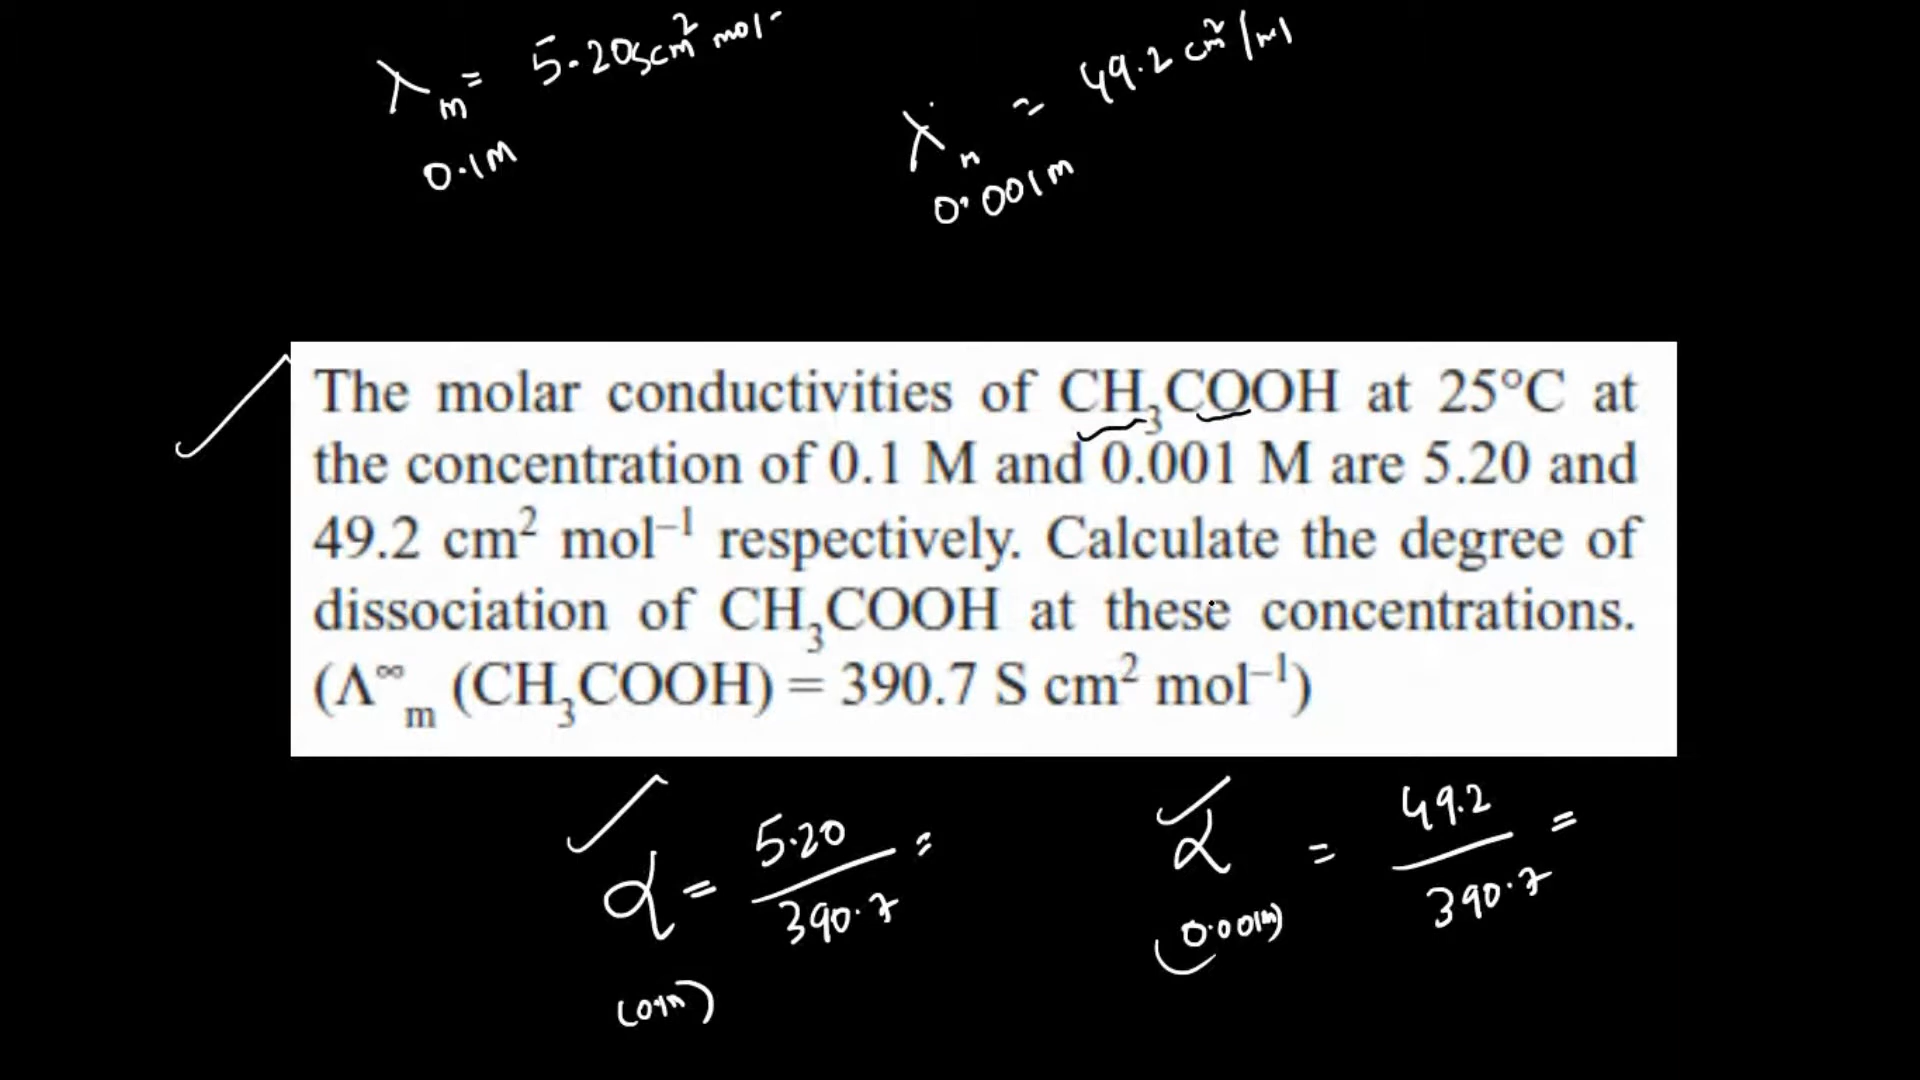 λm = 5.20 S cm² mol⁻
0.1M
λm = 49.2 cm²/mol
0.001M
The molar conductivities of CH₃COOH at 25°C at
the concentration of 0.1 M and 0.001 M are 5.20 and
49.2 cm² mol⁻¹ respectively. Calculate the degree of
dissociation of CH₃COOH at these concentrations.
(Λ∞m (CH₃COOH) = 390.7 S cm² mol⁻¹)
α = 5.20 / 390.7 =
(0.1M)
α = 49.2 / 390.7 =
(0.001M)